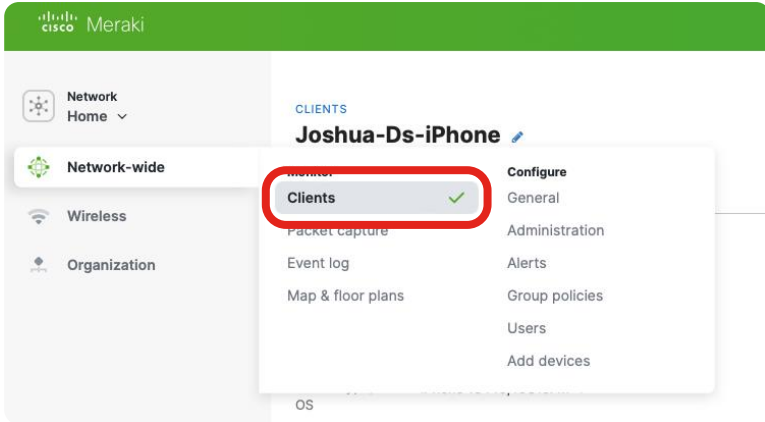 cisco Meraki
Network
Home
CLIENTS
Joshua-Ds-iPhone
Network-wide
Wireless
Organization
Monitor
Clients
Packet capture
Event log
Map & floor plans
Configure
General
Administration
Alerts
Group policies
Users
Add devices
OS